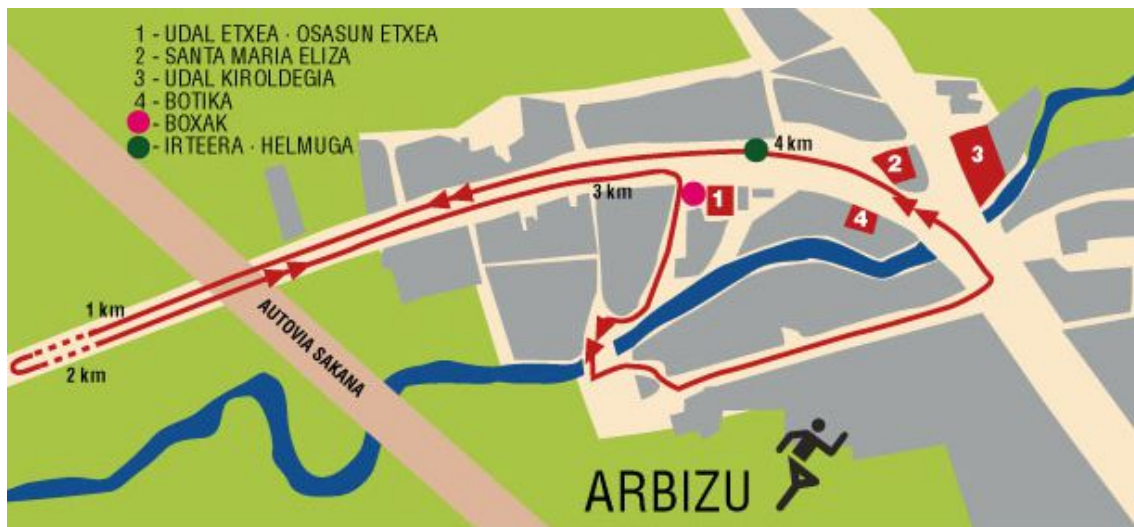 1 - UDAL ETXEA · OSASUN ETXEA
2 - SANTA MARIA ELIZA
3 - UDAL KIROLDEGIA
4 - BOTIKA
- BOXAK
- IRTEERA · HELMUGA
4 km
2
3
3 km
1
4
1 km
AUTOVIA SAKANA
2 km
ARBIZU